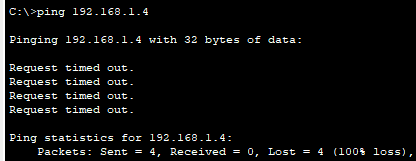 C:\>ping 192.168.1.4
Pinging 192.168.1.4 with 32 bytes of data:
Request timed out.
Request timed out.
Request timed out.
Request timed out.
Ping statistics for 192.168.1.4:
Packets: Sent = 4, Received = 0, Lost = 4 (100% loss),